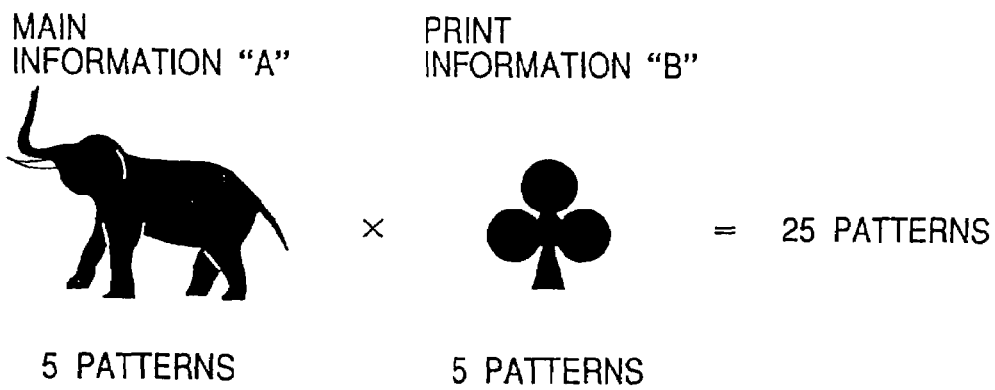 MAIN
INFORMATION “A”
PRINT
INFORMATION “B”
× = 25 PATTERNS
5 PATTERNS
5 PATTERNS